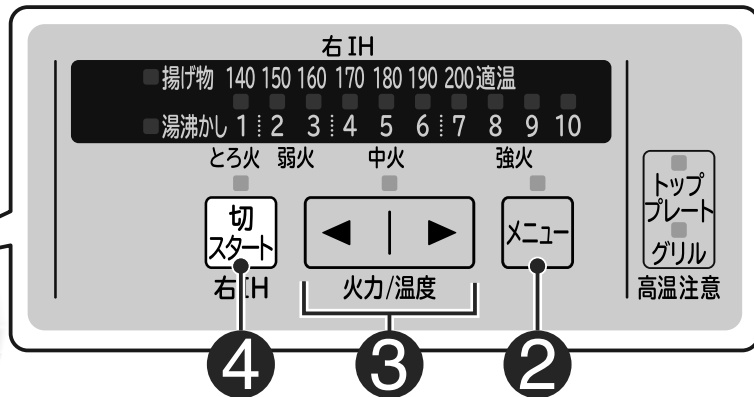 右IH
揚げ物 140 150 160 170 180 190 200 適温
湯沸かし 1 2 3 4 5 6 7 8 9 10
とろ火 弱火 中火 強火
切
スタート
◀ ▶
メニュー
右IH
火力/温度
トップ
プレート
グリル
高温注意
4 3 2